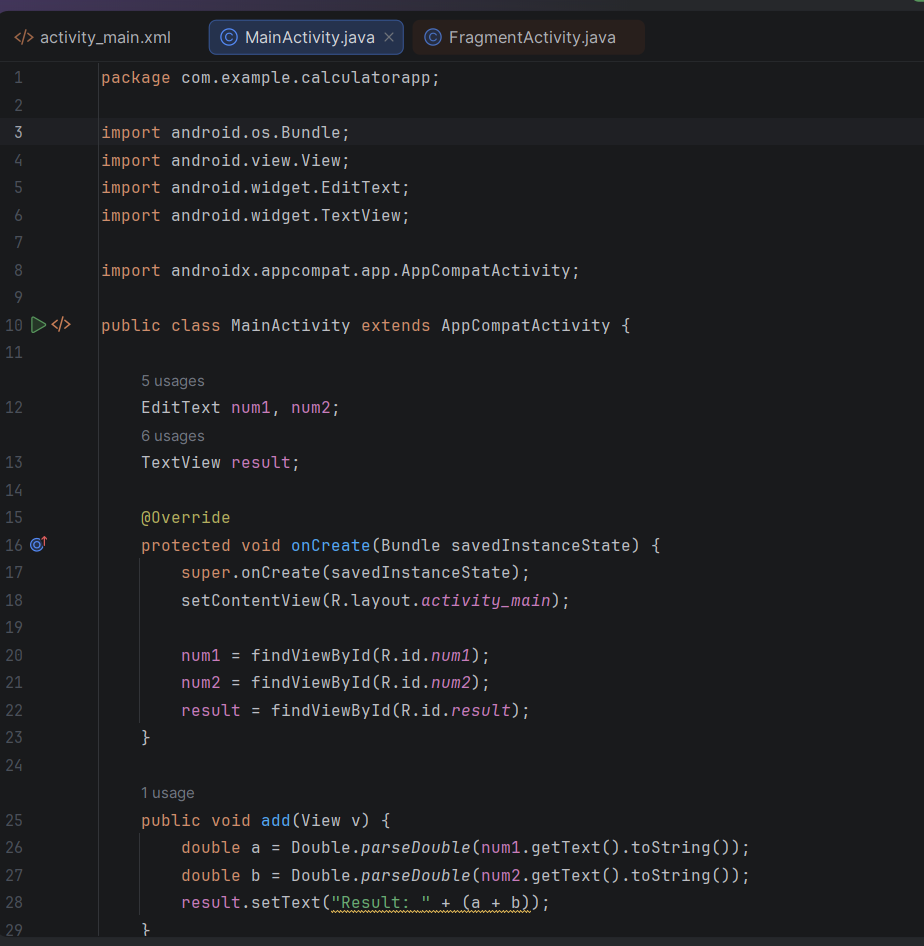 activity_main.xml MainActivity.java FragmentActivity.java
1 package com.example.calculatorapp;
2
3 import android.os.Bundle;
4 import android.view.View;
5 import android.widget.EditText;
6 import android.widget.TextView;
7
8 import androidx.appcompat.app.AppCompatActivity;
9
10 public class MainActivity extends AppCompatActivity {
11
5 usages
12 EditText num1, num2;
6 usages
13 TextView result;
14
15 @Override
16 protected void onCreate(Bundle savedInstanceState) {
17 super.onCreate(savedInstanceState);
18 setContentView(R.layout.activity_main);
19
20 num1 = findViewById(R.id.num1);
21 num2 = findViewById(R.id.num2);
22 result = findViewById(R.id.result);
23 }
24
1 usage
25 public void add(View v) {
26 double a = Double.parseDouble(num1.getText().toString());
27 double b = Double.parseDouble(num2.getText().toString());
28 result.setText("Result: " + (a + b));
29 }